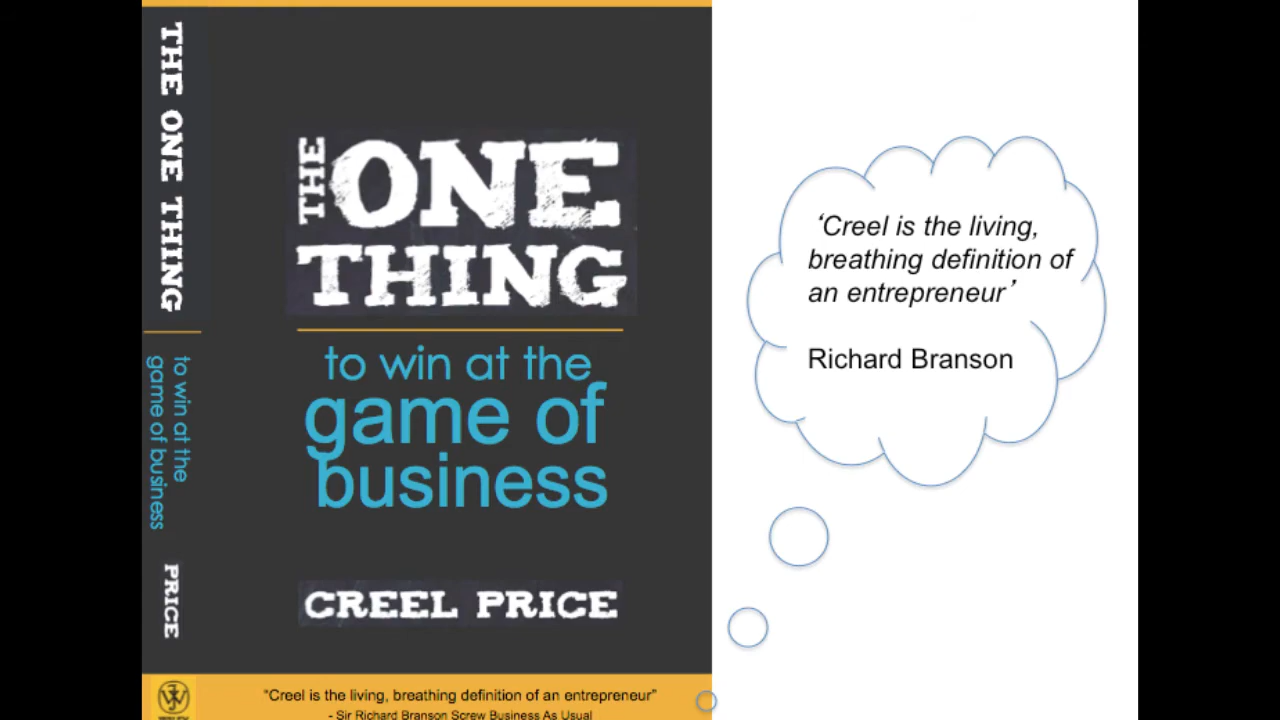 THE ONE THING
to win at the
game of business
PRICE
WILEY
THE ONE
THING
to win at the
game of
business
CREEL PRICE
"Creel is the living, breathing definition of an entrepreneur"
- Sir Richard Branson Screw Business As Usual
‘Creel is the living,
breathing definition of
an entrepreneur’
Richard Branson